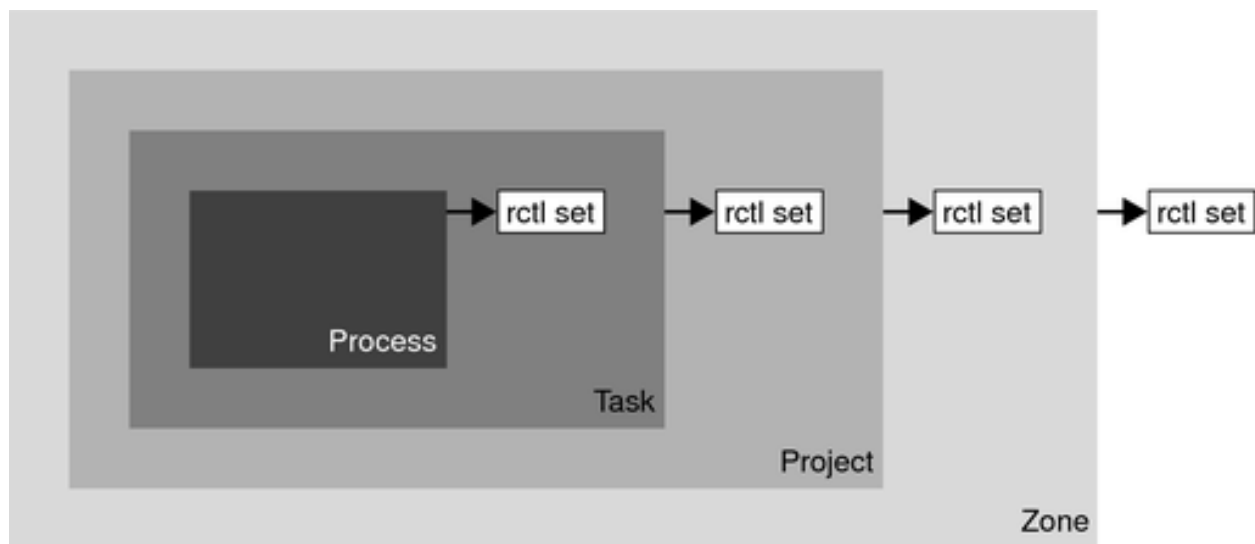 rctl set
rctl set
rctl set
rctl set
Process
Task
Project
Zone